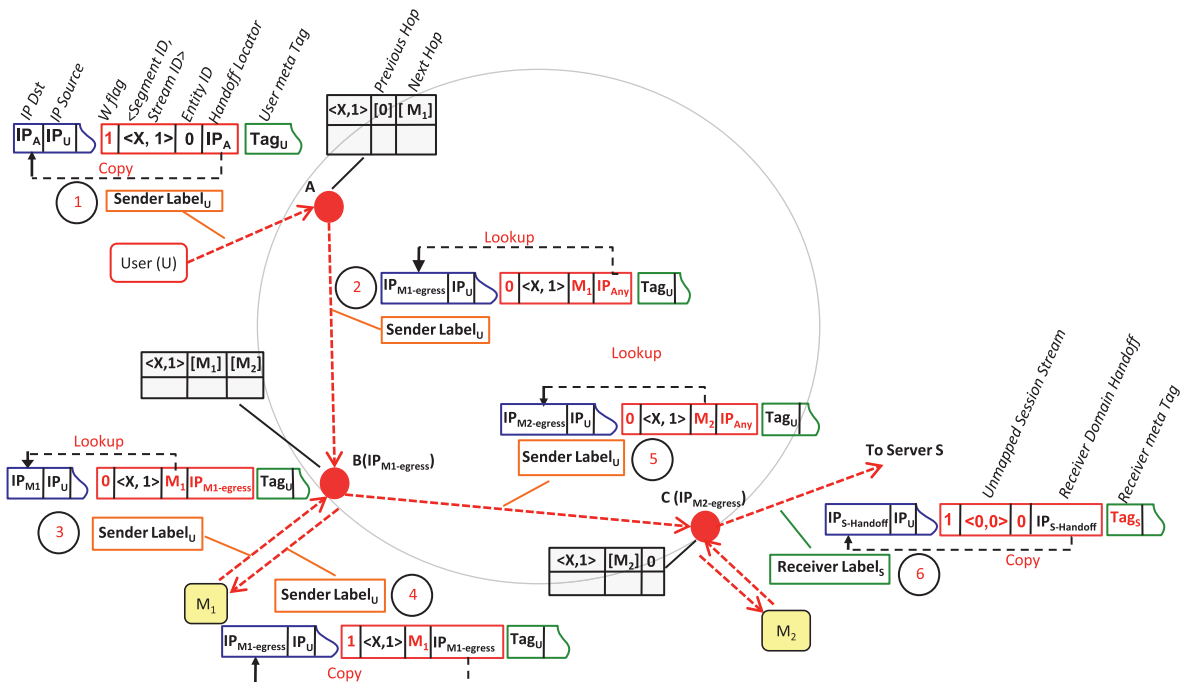 IP Dst
IP Source
W flag
<Segment ID,
Stream ID>
Entity ID
Handoff Locator
User meta Tag
Previous Hop
Next Hop
IPA IPU 1 <X, 1> 0 IPA TagU
Copy
<X,1> [0] [ M1]
1
Sender LabelU
A
User (U)
Lookup
2
IPM1-egress IPU 0 <X, 1> M1 IPAny TagU
Sender LabelU
<X,1> [M1] [M2]
Lookup
IPM2-egress IPU 0 <X, 1> M2 IPAny TagU
Sender LabelU
5
Unmapped Session Stream
Receiver Domain Handoff
Receiver meta Tag
Lookup
B(IPM1-egress)
To Server S
IPM1 IPU 0 <X, 1> M1 IPM1-egress TagU
C (IPM2-egress)
IPS-Handoff IPU 1 <0,0> 0 IPS-Handoff TagS
Copy
3
Sender LabelU
<X,1> [M2] 0
Receiver LabelS
6
M1
Sender LabelU
4
M2
IPM1-egress IPU 1 <X,1> M1 IPM1-egress TagU
Copy